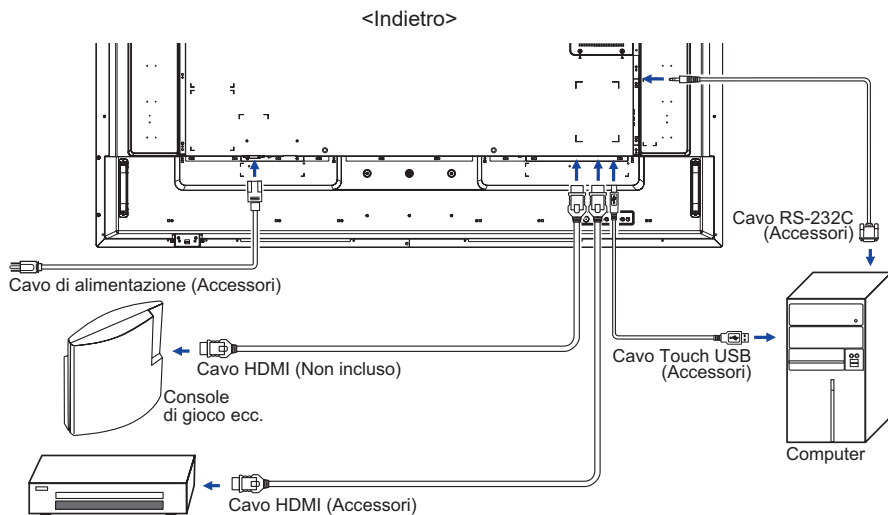 <Indietro>
Cavo RS-232C
(Accessori)
Cavo di alimentazione (Accessori)
Cavo HDMI (Non incluso)
Cavo Touch USB
(Accessori)
Console
di gioco ecc.
Computer
Cavo HDMI (Accessori)